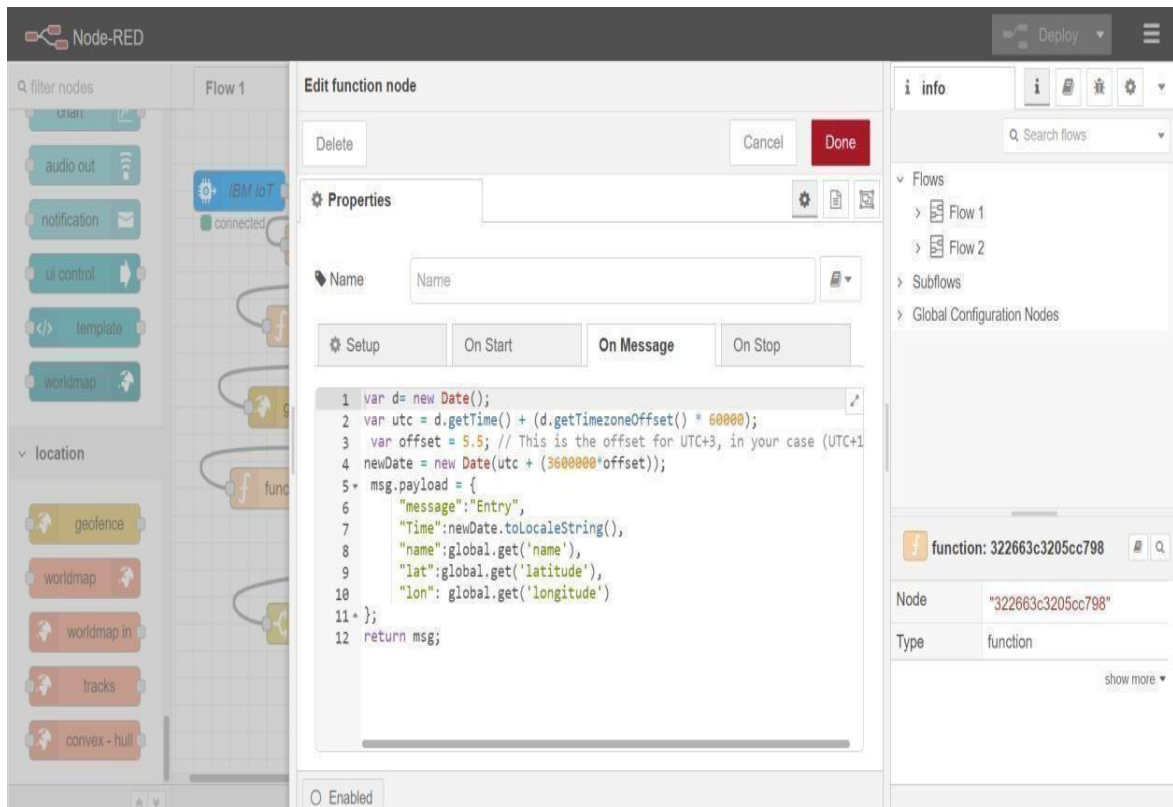 Node-RED
Deploy
filter nodes
chart
audio out
notification
ui control
</> template
worldmap
location
geofence
worldmap
worldmap in
tracks
convex - hull
Flow 1
IBM IoT
connected
g
f
f func
Edit function node
Delete
Cancel
Done
Properties
Name
Name
Setup
On Start
On Message
On Stop
1 var d= new Date();
2 var utc = d.getTime() + (d.getTimezoneOffset() * 60000);
3 var offset = 5.5; // This is the offset for UTC+3, in your case (UTC+1
4 newDate = new Date(utc + (3600000*offset));
5 msg.payload = {
6 "message":"Entry",
7 "Time":newDate.toLocaleString(),
8 "name":global.get('name'),
9 "lat":global.get('latitude'),
10 "lon": global.get('longitude')
11 };
12 return msg;
Enabled
i info
i
Search flows
Flows
Flow 1
Flow 2
Subflows
Global Configuration Nodes
f function: 322663c3205cc798
Node "322663c3205cc798"
Type function
show more